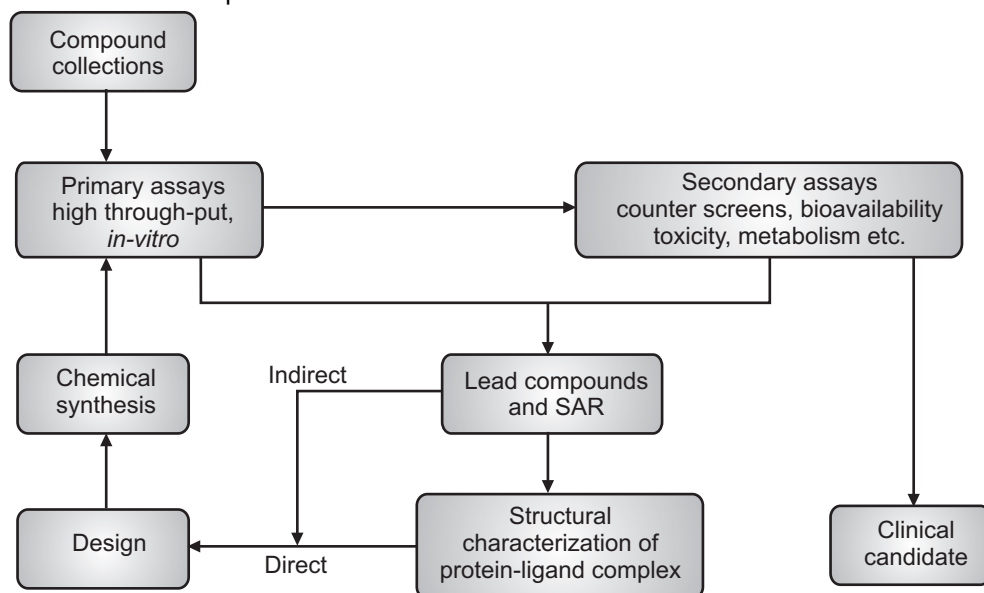 Compound
collections
Primary assays
high through-put,
in-vitro
Secondary assays
counter screens, bioavailability
toxicity, metabolism etc.
Chemical
synthesis
Indirect
Lead compounds
and SAR
Design
Direct
Structural
characterization of
protein-ligand complex
Clinical
candidate